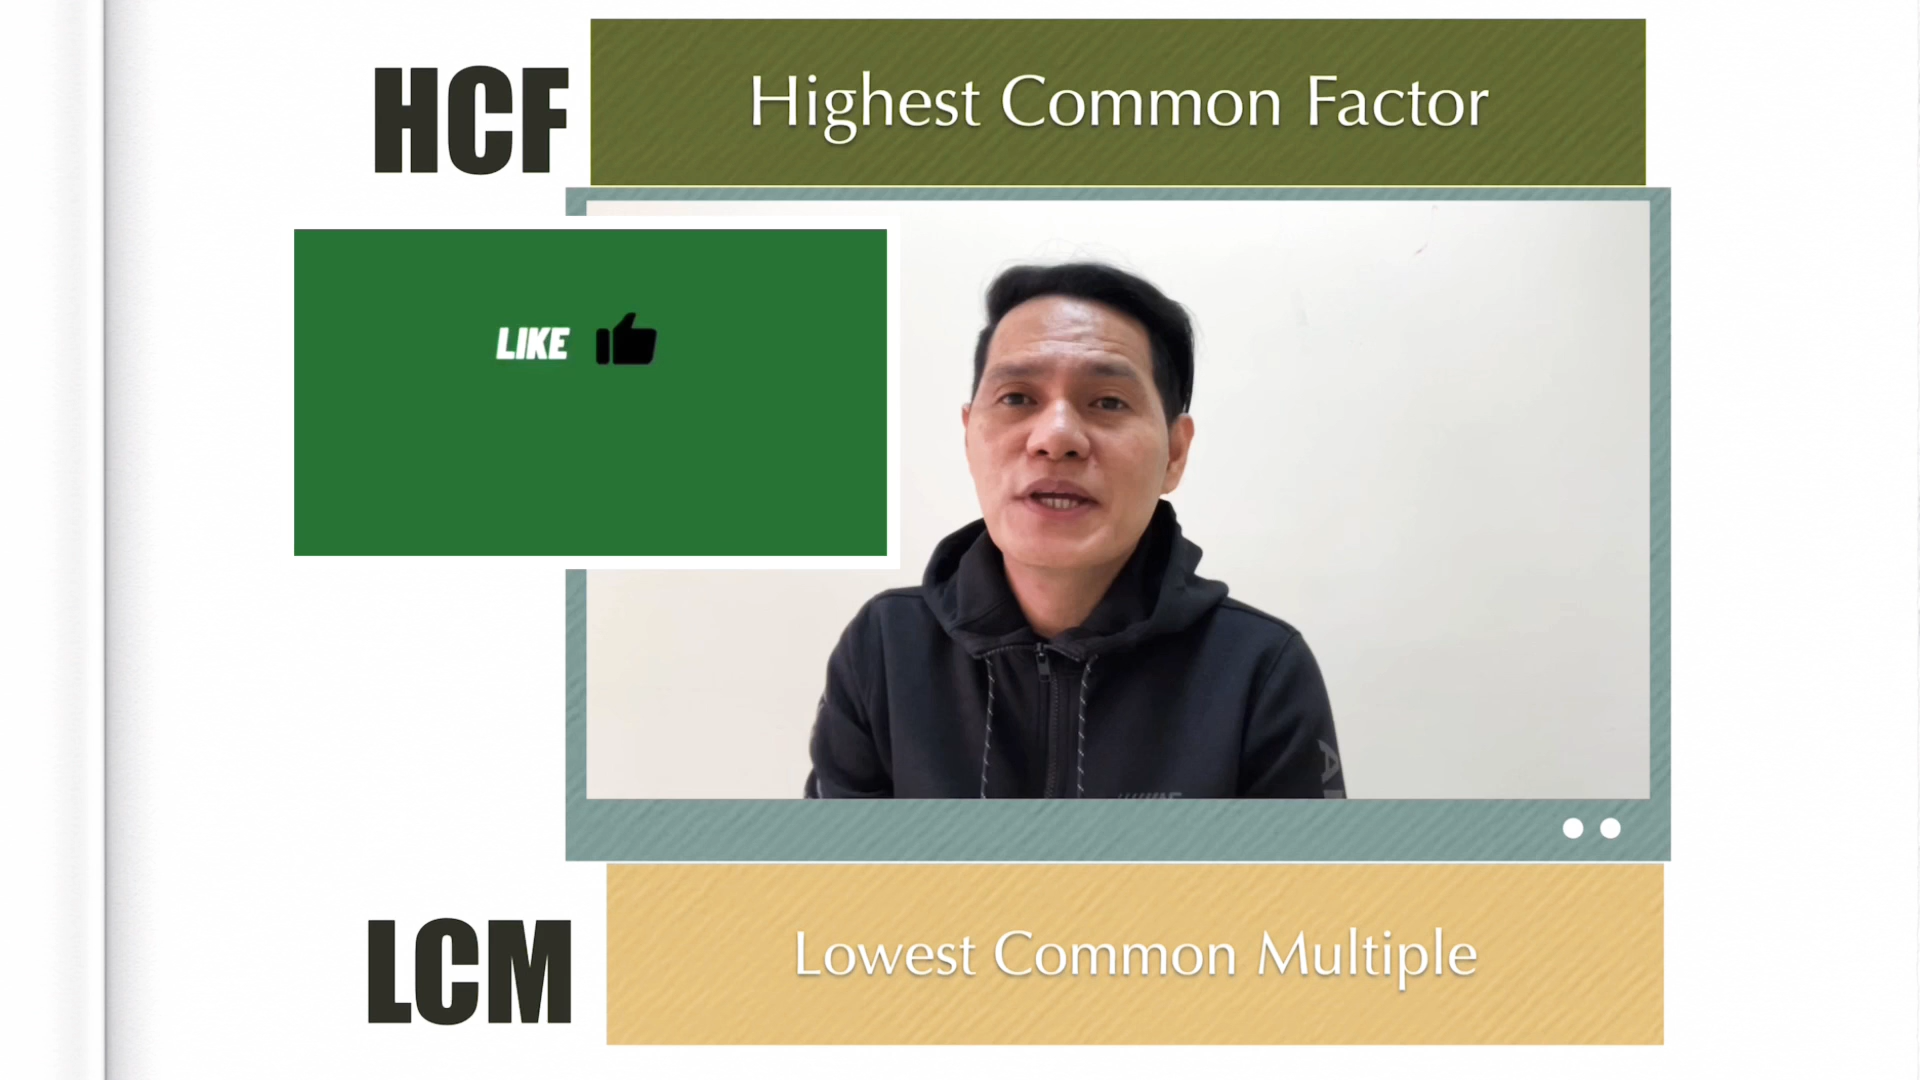 HCF
Highest Common Factor
LIKE
LCM
Lowest Common Multiple